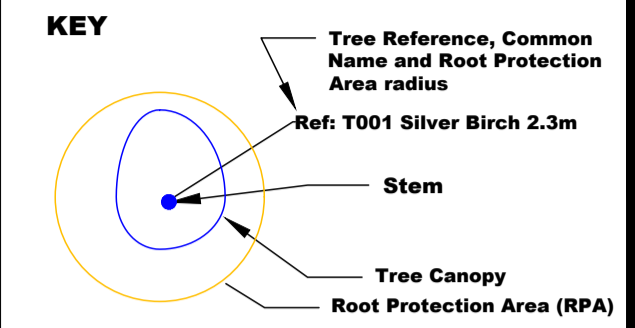 KEY
Tree Reference, Common
Name and Root Protection
Area radius
Ref: T001 Silver Birch 2.3m
Stem
Tree Canopy
Root Protection Area (RPA)